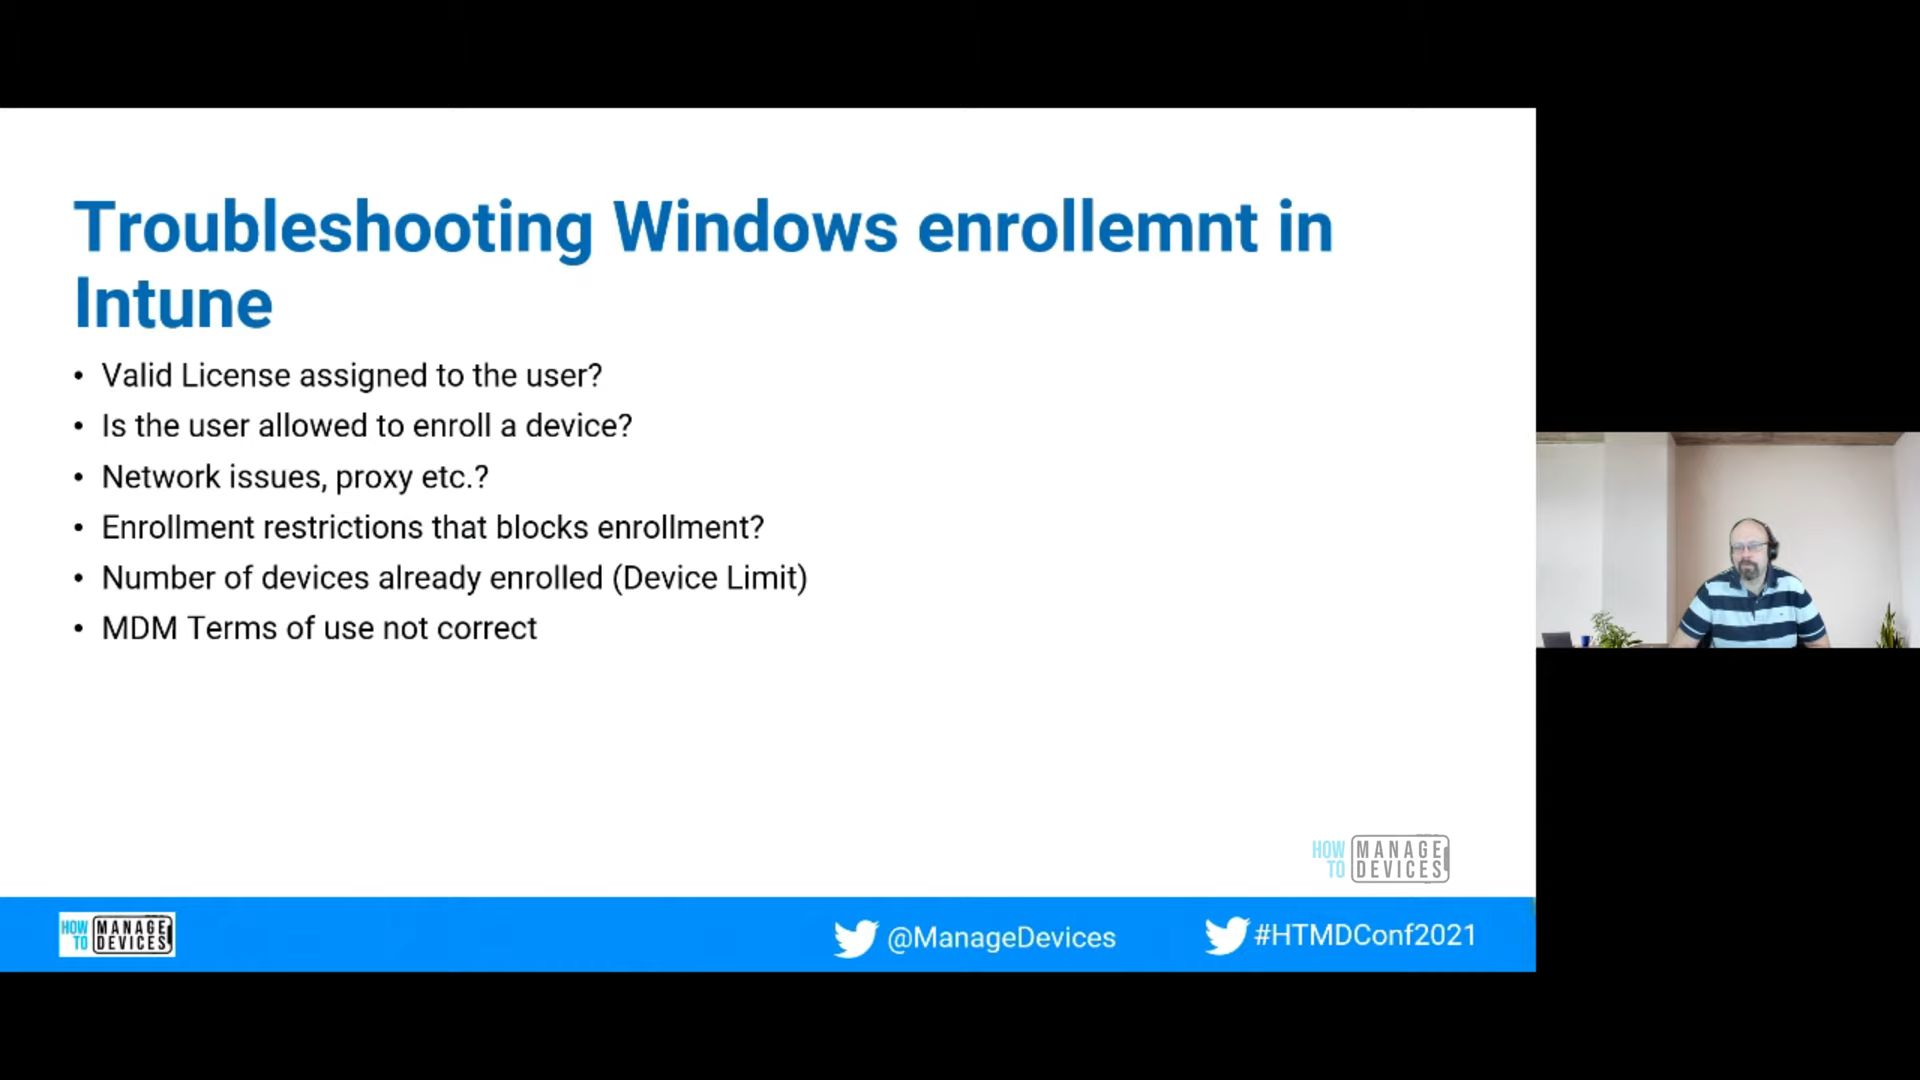 Troubleshooting Windows enrollemnt in
Intune
• Valid License assigned to the user?
• Is the user allowed to enroll a device?
• Network issues, proxy etc.?
• Enrollment restrictions that blocks enrollment?
• Number of devices already enrolled (Device Limit)
• MDM Terms of use not correct
HOW MANAGE
TO DEVICES
HOW MANAGE
TO DEVICES
@ManageDevices
#HTMDConf2021